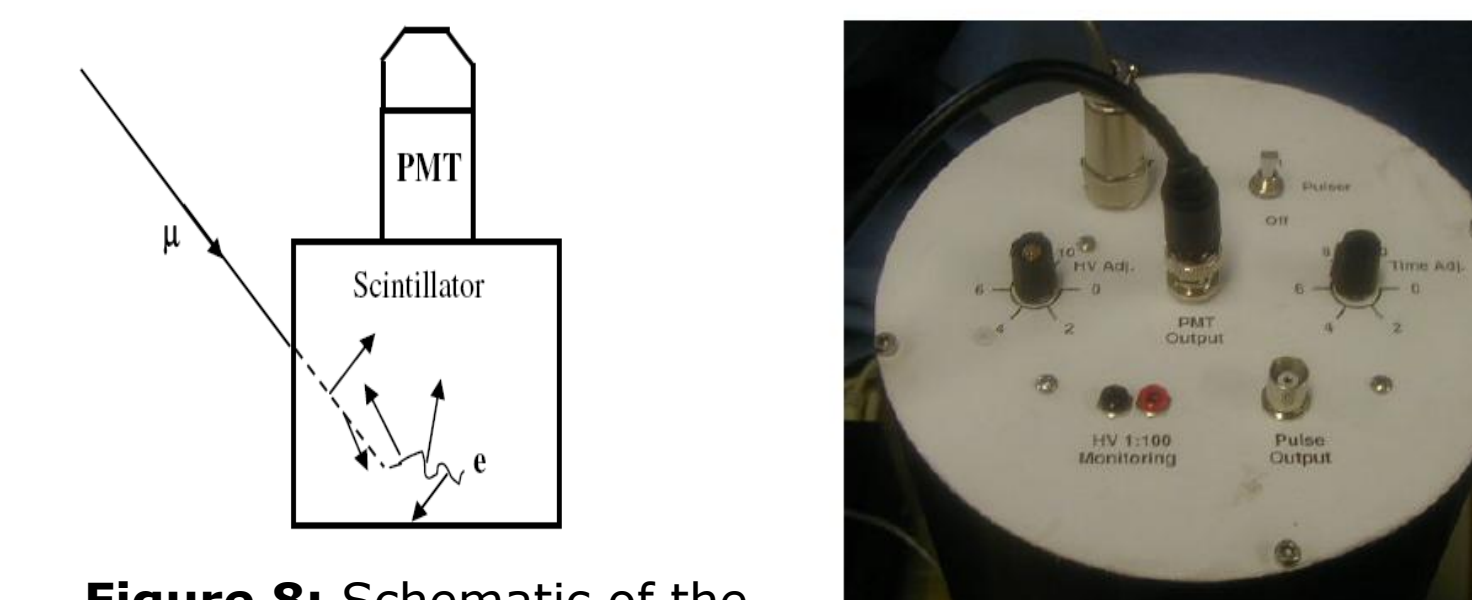 PMT
μ
Scintillator
e
Figure 8: Schematic of the
Pulser
Off
10
HV Adj.
6
0
4
2
PMT
Output
8
Time Adj.
6
0
4
2
HV 1:100
Monitoring
Pulse
Output